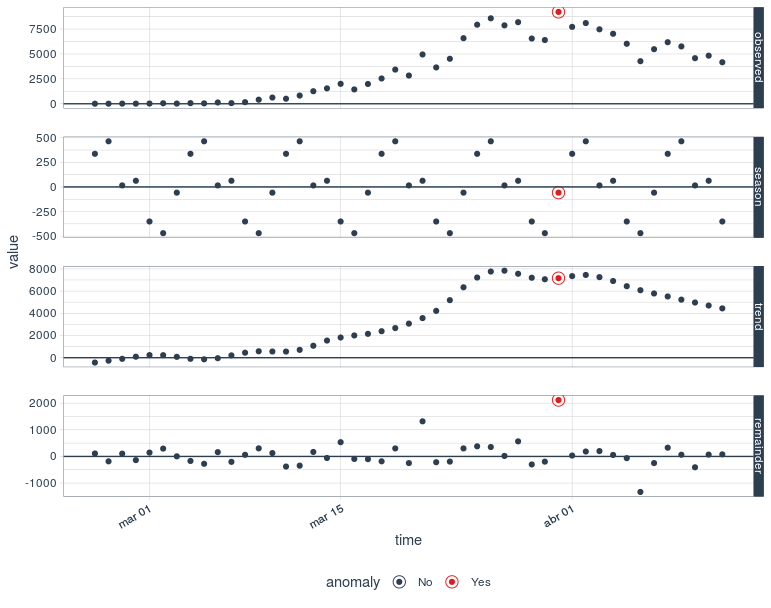 7500
5000
2500
0
observed
500
250
0
-250
-500
season
value
8000
6000
4000
2000
0
trend
2000
1000
0
-1000
remainder
mar 01
mar 15
abr 01
time
anomaly No Yes